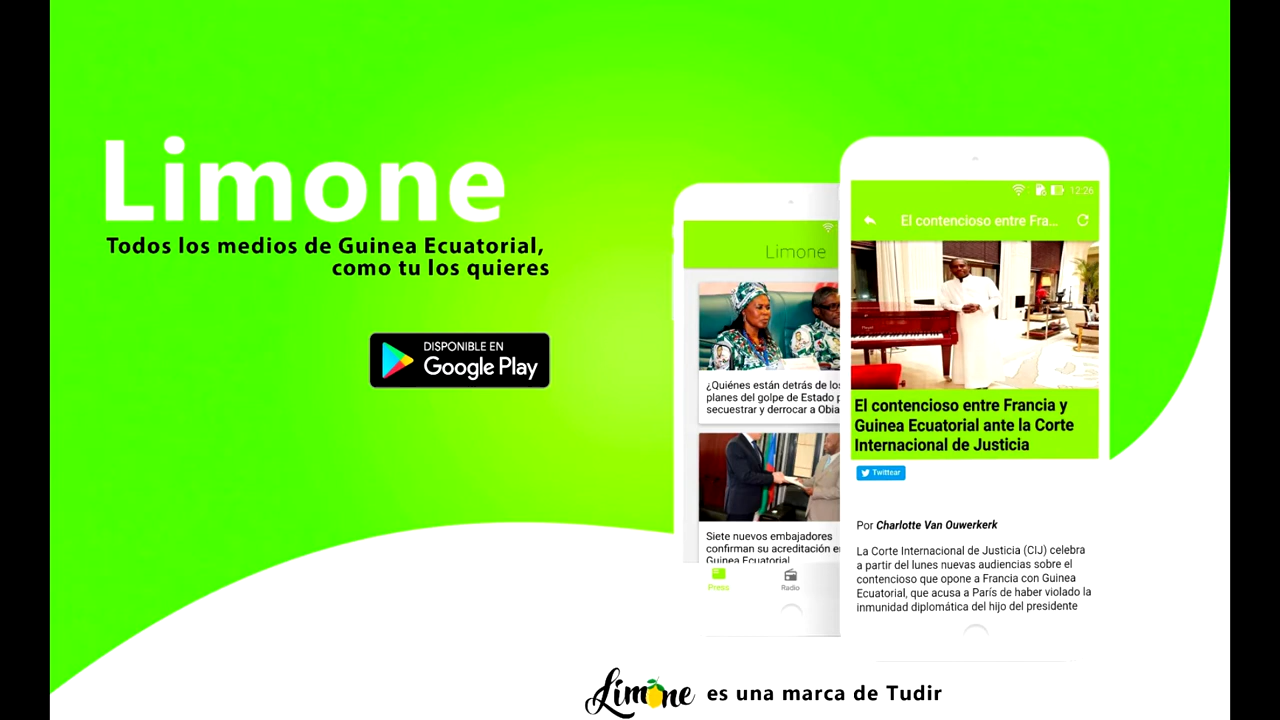 Limone
Todos los medios de Guinea Ecuatorial,
como tu los quieres
DISPONIBLE EN
Google Play
Limone
¿Quiénes están detrás de los
planes del golpe de Estado p
secuestrar y derrocar a Obia
Siete nuevos embajadores
confirman su acreditación e
Guinea Ecuatorial
Prensa
Radio
12:26
El contencioso entre Fra...
El contencioso entre Francia y
Guinea Ecuatorial ante la Corte
Internacional de Justicia
Twittear
Por Charlotte Van Ouwerkerk
La Corte Internacional de Justicia (CIJ) celebra
a partir del lunes nuevas audiencias sobre el
contencioso que opone a Francia con Guinea
Ecuatorial, que acusa a París de haber violado la
inmunidad diplomática del hijo del presidente
Limone es una marca de Tudir